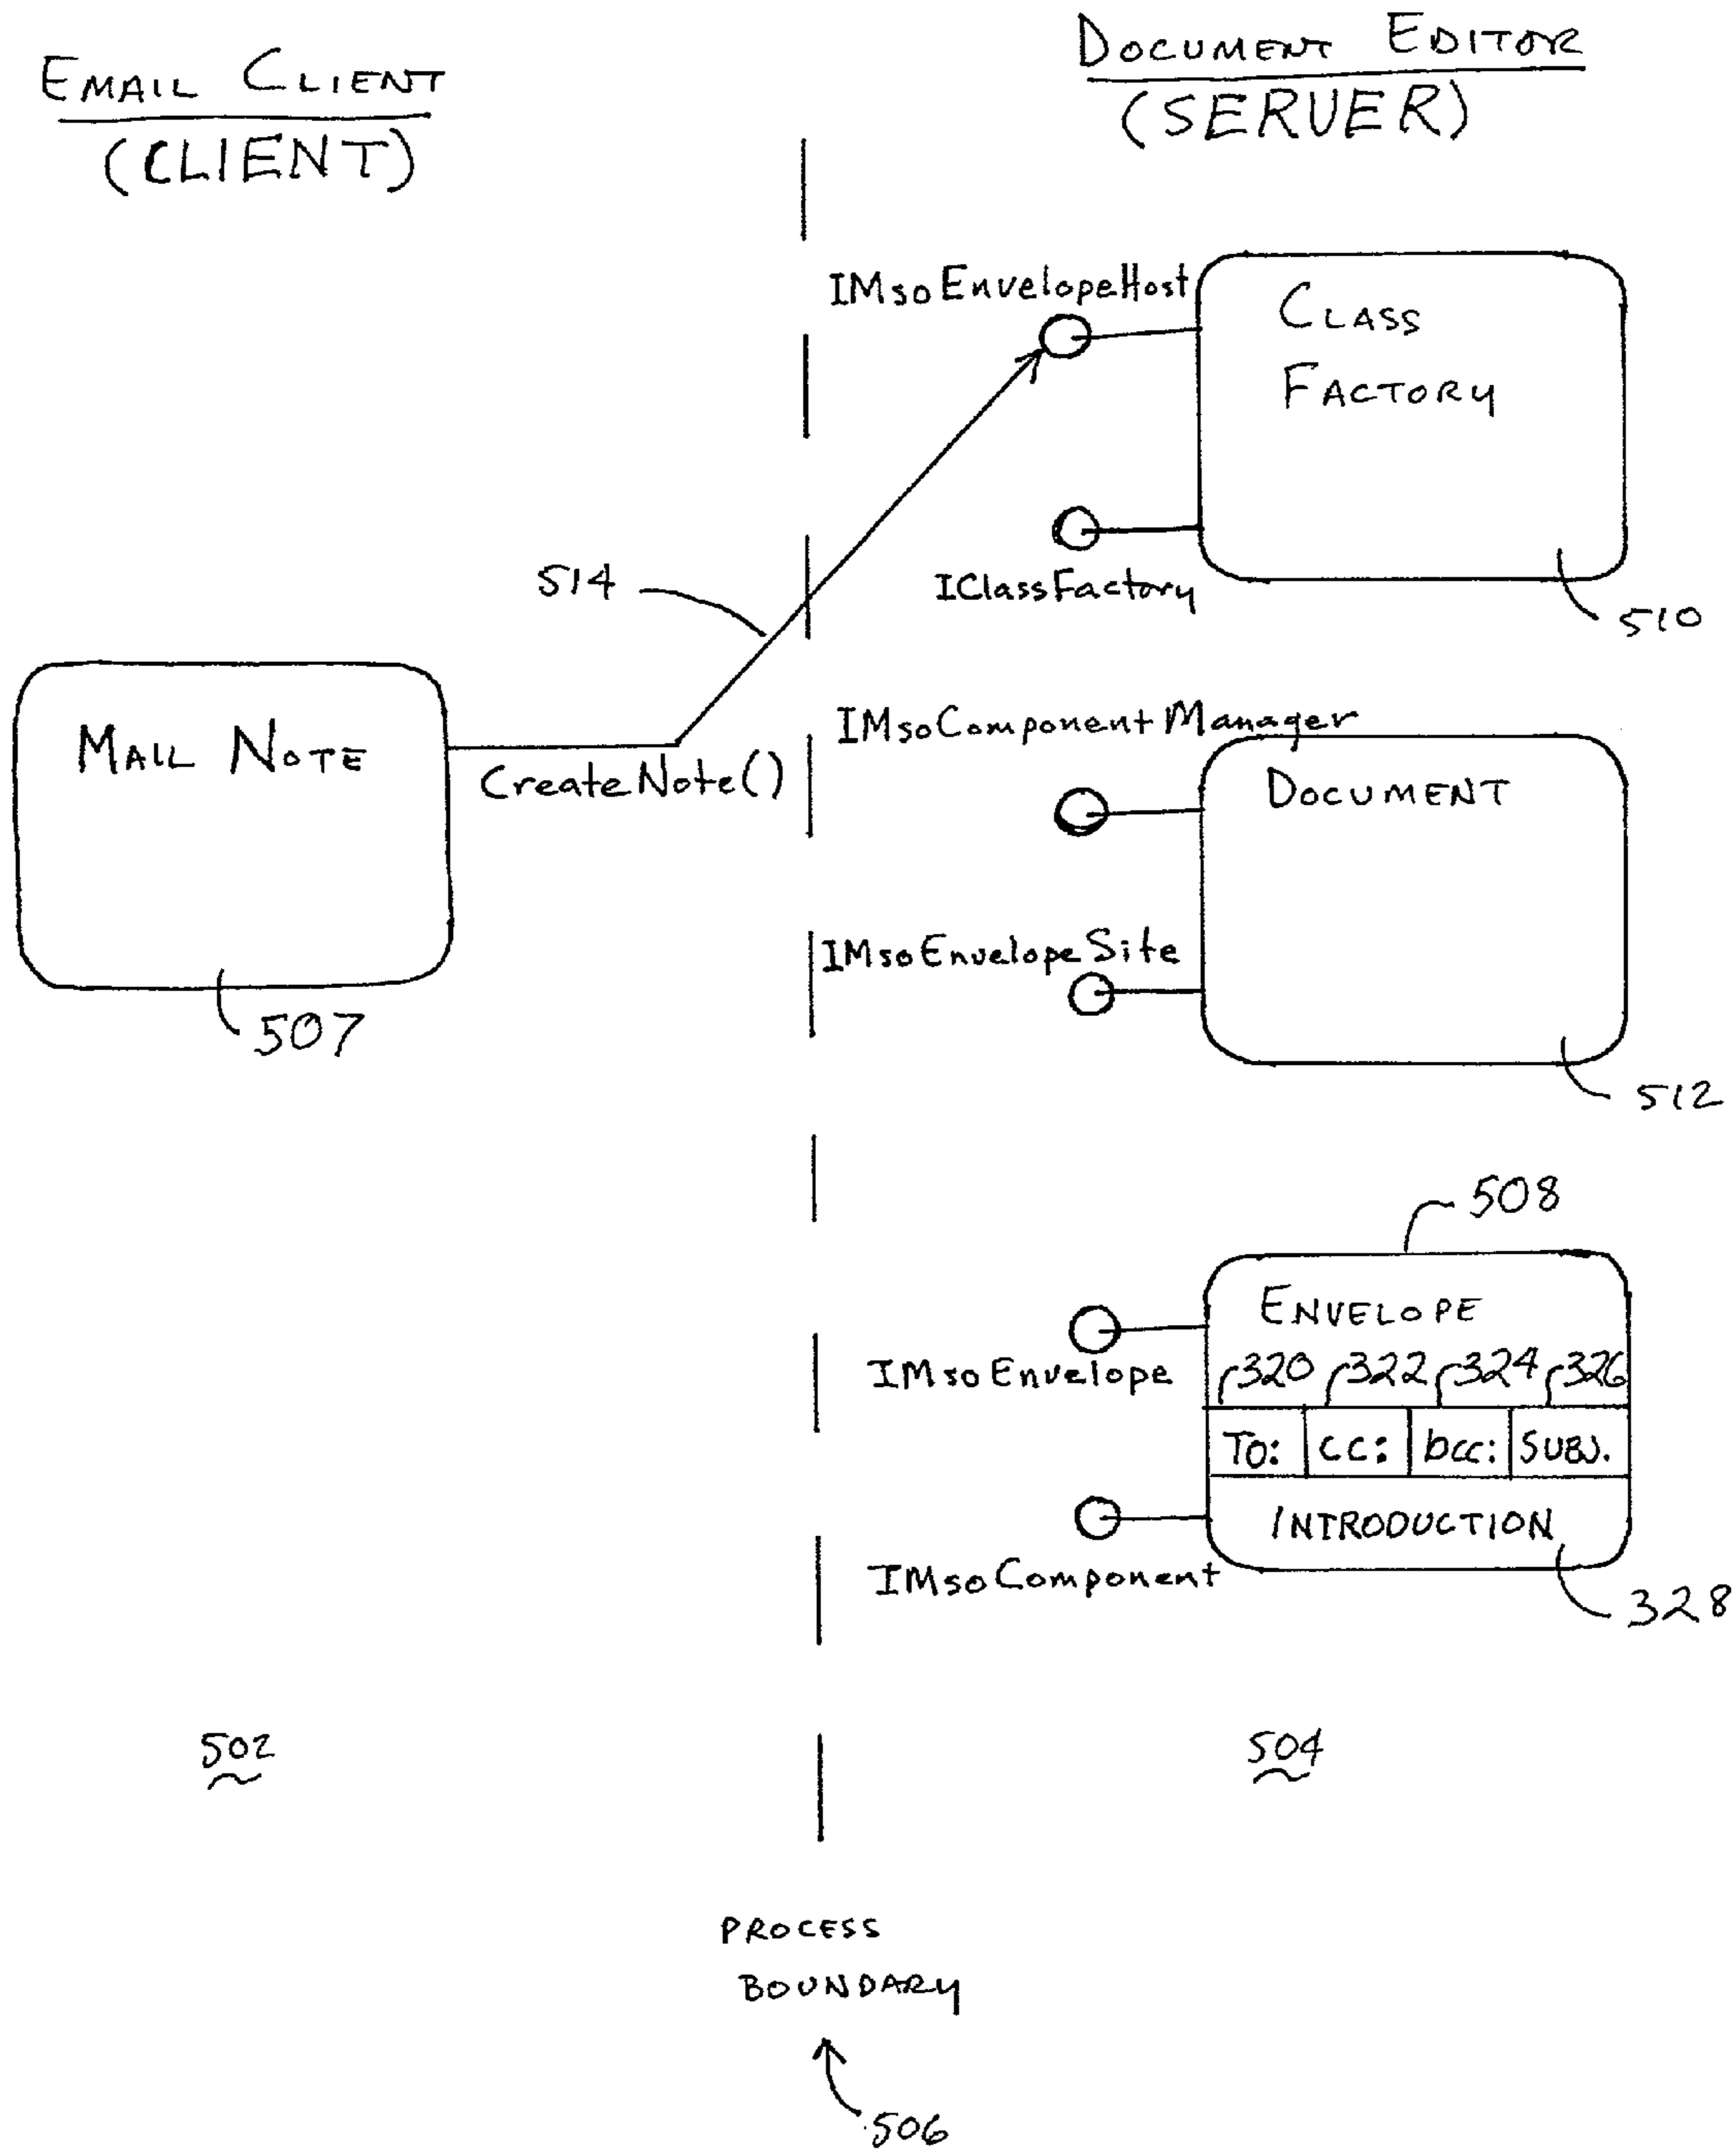 EMAIL CLIENT
(CLIENT)
DOCUMENT EDITOR
(SERVER)
IMsoEnvelopeHost
CLASS
FACTORY
IClassFactory
510
514
MAIL NOTE
CreateNote()
507
IMsoComponentManager
DOCUMENT
IMsoEnvelopeSite
512
508
ENVELOPE
IMsoEnvelope
320 322 324 326
TO: CC: bcc: SUBJ.
INTRODUCTION
IMsoComponent
328
502
504
PROCESS
BOUNDARY
506